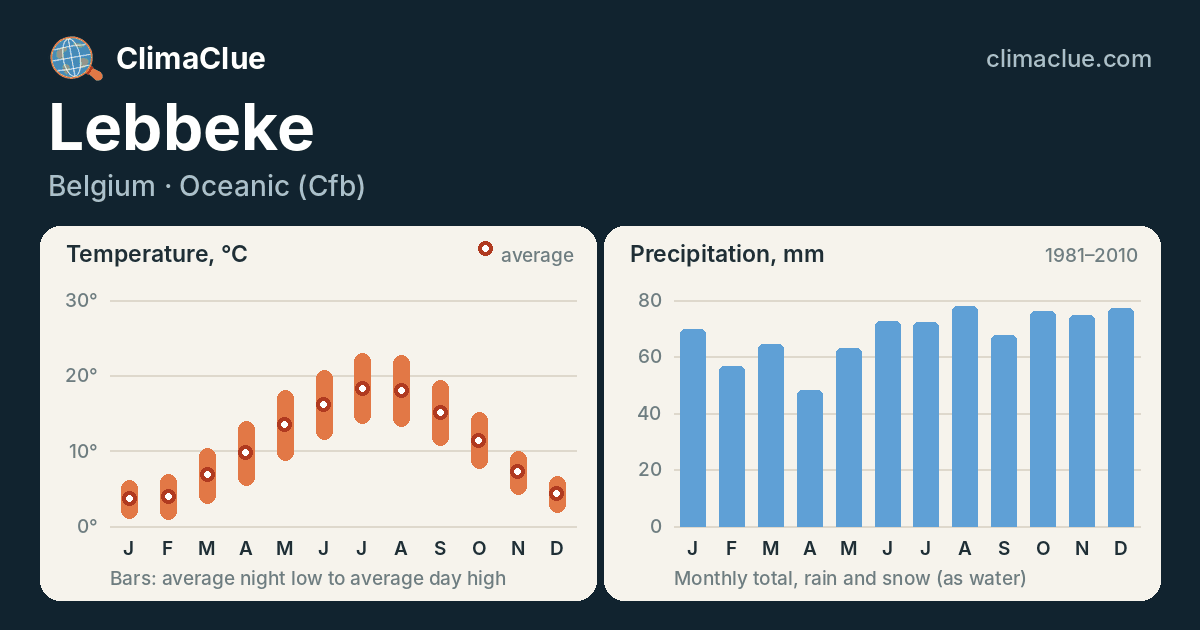 ClimaClue
climaclue.com
Lebbeke
Belgium · Oceanic (Cfb)
Temperature, °C
average
30°
20°
10°
0°
J F M A M J J A S O N D
Bars: average night low to average day high
Precipitation, mm
1981–2010
80
60
40
20
0
J F M A M J J A S O N D
Monthly total, rain and snow (as water)